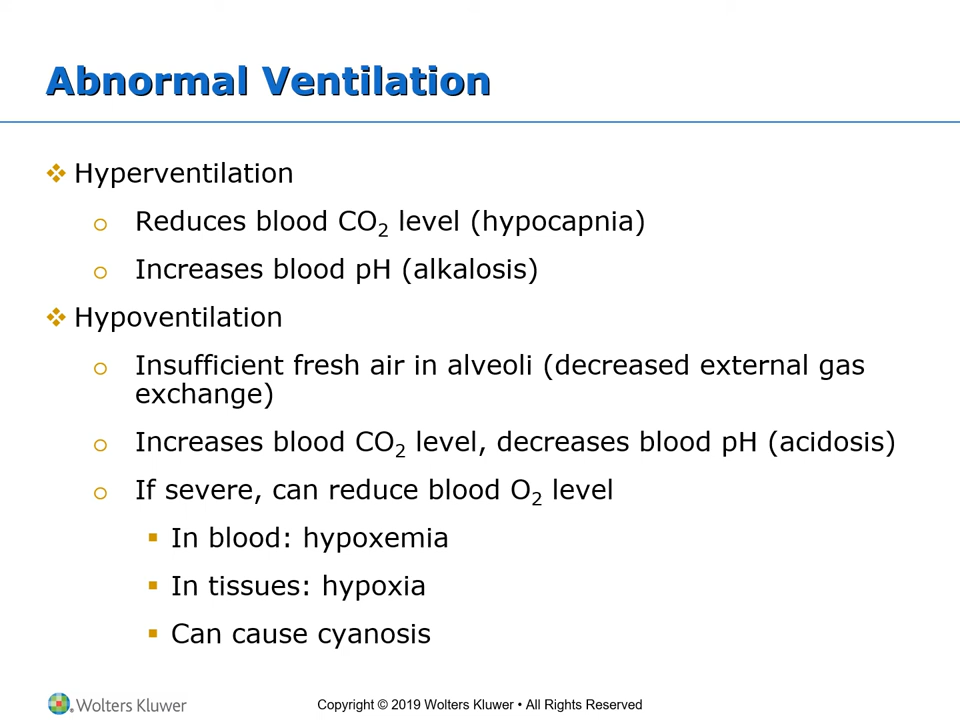 Abnormal Ventilation
❖ Hyperventilation
o Reduces blood CO₂ level (hypocapnia)
o Increases blood pH (alkalosis)
❖ Hypoventilation
o Insufficient fresh air in alveoli (decreased external gas
exchange)
o Increases blood CO₂ level, decreases blood pH (acidosis)
o If severe, can reduce blood O₂ level
▪ In blood: hypoxemia
▪ In tissues: hypoxia
▪ Can cause cyanosis
Wolters Kluwer
Copyright © 2019 Wolters Kluwer • All Rights Reserved